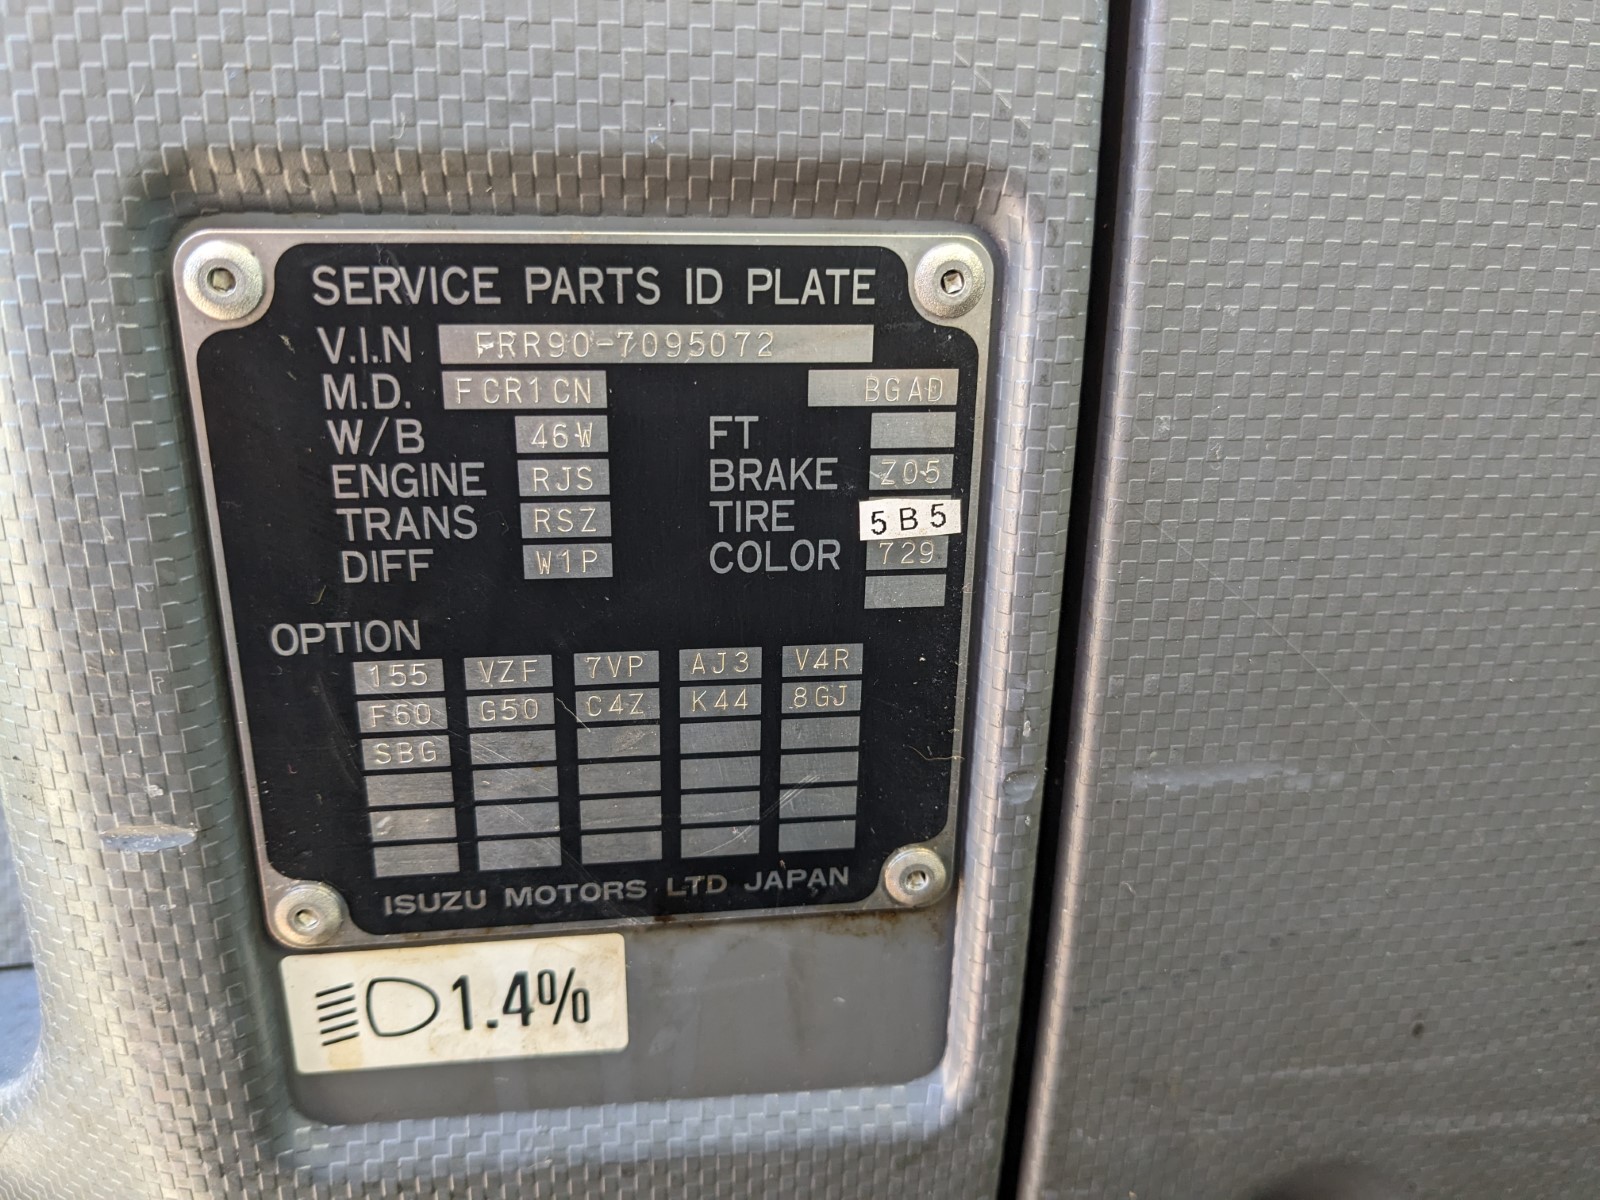 SERVICE PARTS ID PLATE
V.I.N FRR90-7095072
M.D. FCR1CN BGAD
W/B 46W FT
ENGINE RJS BRAKE Z05
TRANS RSZ TIRE 5B5
DIFF W1P COLOR 729
OPTION
155 VZF 7VP AJ3 V4R
F60 G50 C4Z K44 8GJ
SBG
ISUZU MOTORS LTD JAPAN
1.4%